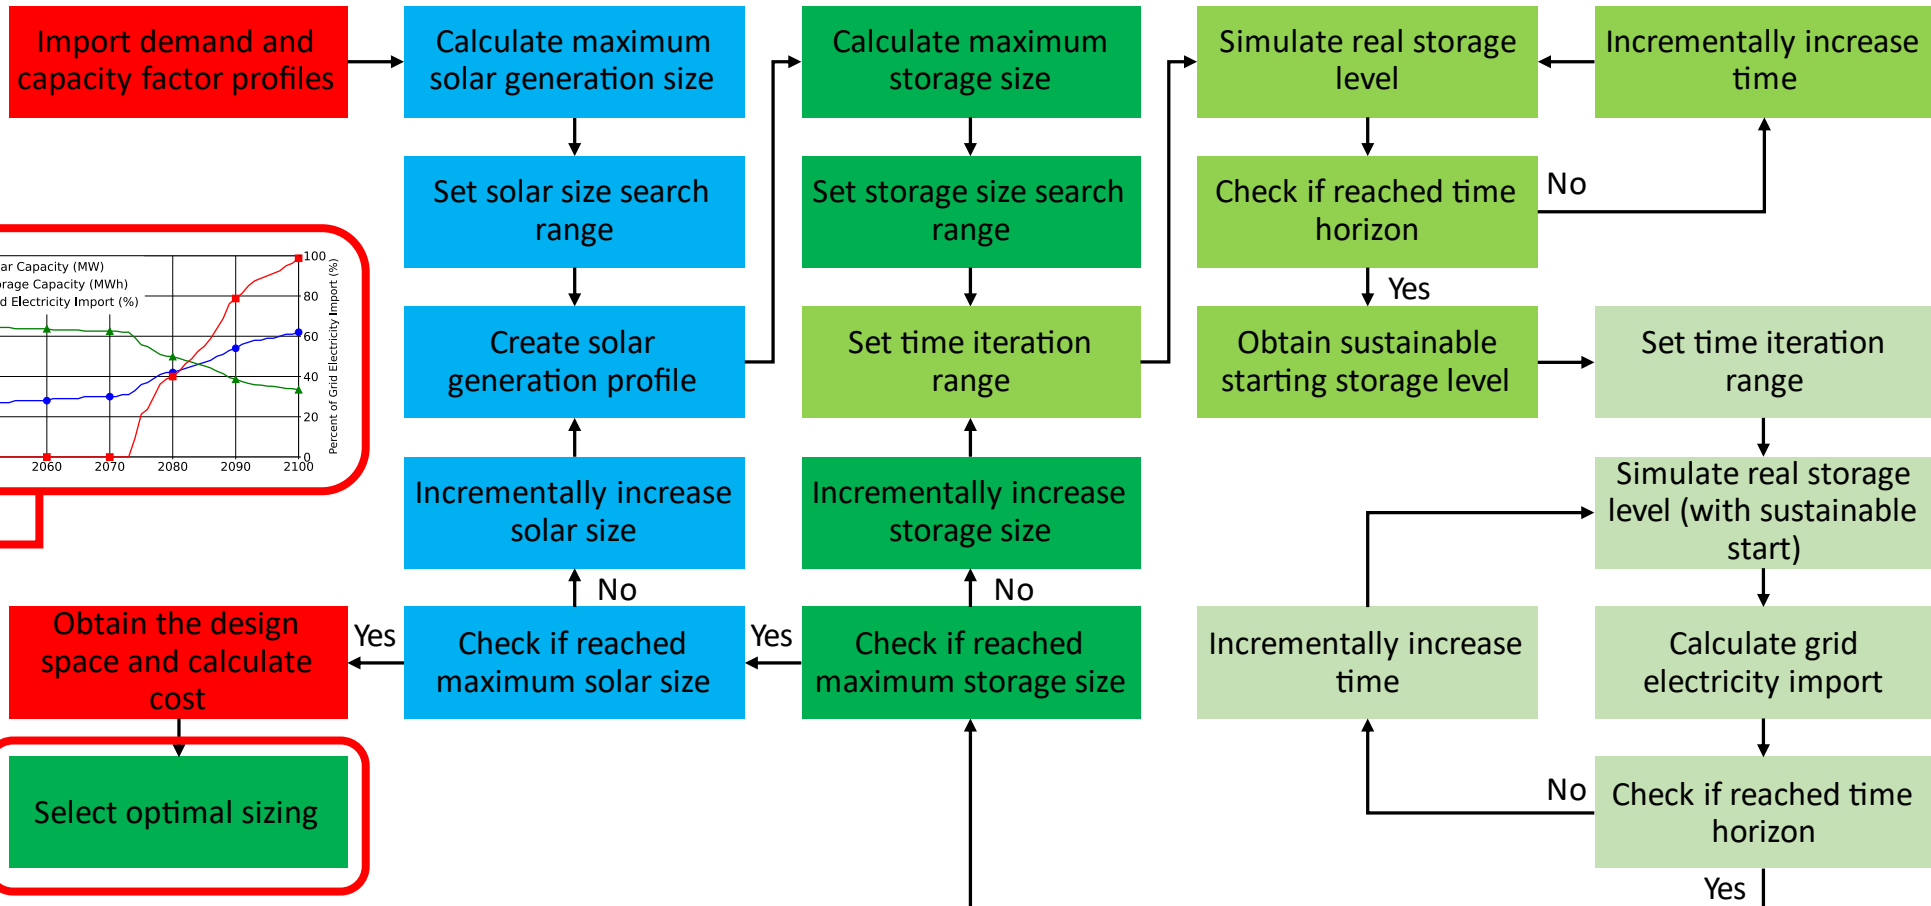 Import demand and
capacity factor profiles
Calculate maximum
solar generation size
Calculate maximum
storage size
Simulate real storage
level
Incrementally increase
time
Set solar size search
range
Set storage size search
range
Check if reached time
horizon
No
Yes
ar Capacity (MW)
orage Capacity (MWh)
d Electricity Import (%)
100
80
60
40
20
0
Percent of Grid Electricity Import (%)
2060
2070
2080
2090
2100
Create solar
generation profile
Set time iteration
range
Obtain sustainable
starting storage level
Set time iteration
range
Incrementally increase
solar size
Incrementally increase
storage size
Simulate real storage
level (with sustainable
start)
No
No
Obtain the design
space and calculate
cost
Yes
Check if reached
maximum solar size
Yes
Check if reached
maximum storage size
Incrementally increase
time
Calculate grid
electricity import
Select optimal sizing
No
Check if reached time
horizon
Yes